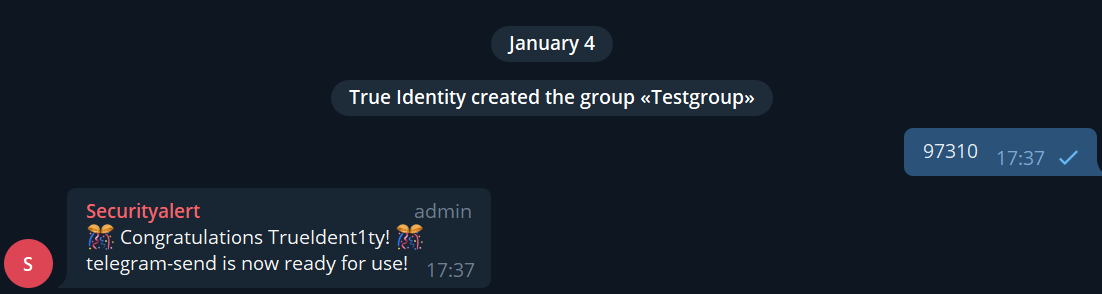 January 4
True Identity created the group «Testgroup»
97310 17:37
Securityalert admin
🎊 Congratulations TrueIdent1ty! 🎊
telegram-send is now ready for use! 17:37
S